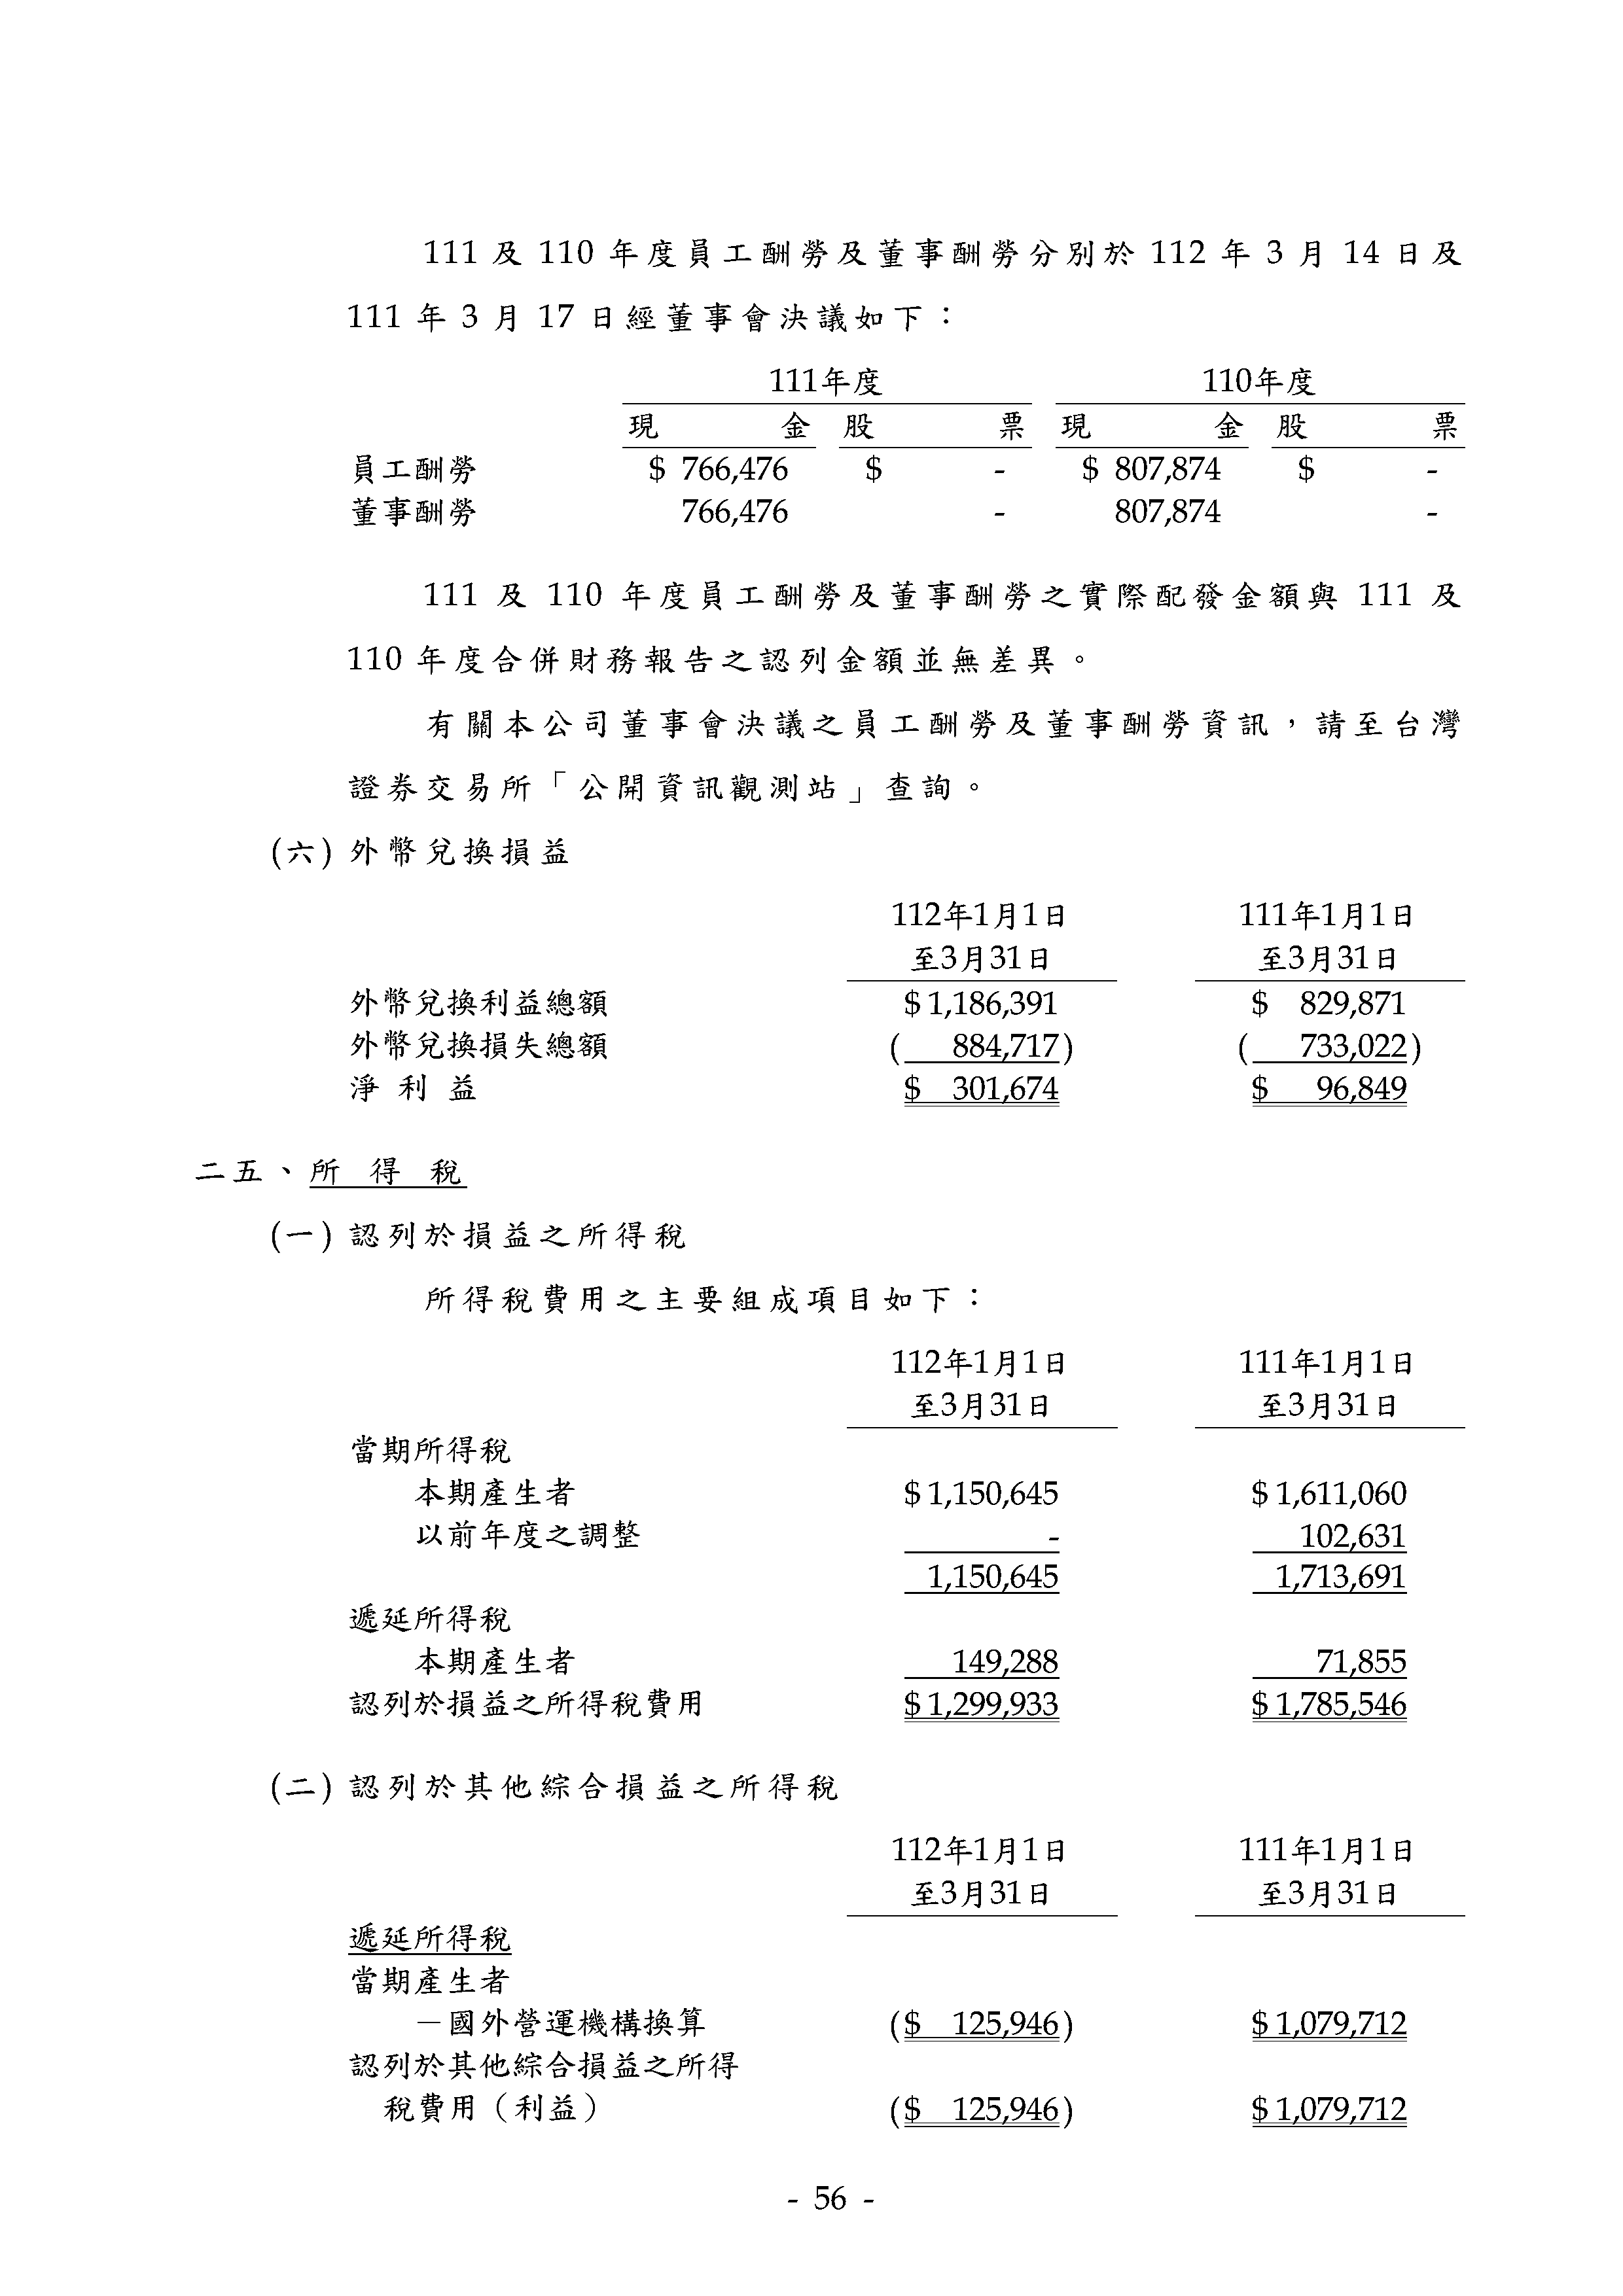 111 及 110 年度員工酬勞及董事酬勞分別於 112 年 3 月 14 日及
111 年 3 月 17 日經董事會決議如下：
111年度 110年度
現 金 股 票 現 金 股 票
員工酬勞 $ 766,476 $ - $ 807,874 $ -
董事酬勞 766,476 - 807,874 -
111 及 110 年度員工酬勞及董事酬勞之實際配發金額與 111 及
110 年度合併財務報告之認列金額並無差異。
有關本公司董事會決議之員工酬勞及董事酬勞資訊，請至台灣
證券交易所「公開資訊觀測站」查詢。
(六) 外幣兌換損益
112年1月1日 111年1月1日
至3月31日 至3月31日
外幣兌換利益總額 $ 1,186,391 $ 829,871
外幣兌換損失總額 ( 884,717) ( 733,022)
淨 利 益 $ 301,674 $ 96,849
二五、所 得 稅
(一) 認列於損益之所得稅
所得稅費用之主要組成項目如下：
112年1月1日 111年1月1日
至3月31日 至3月31日
當期所得稅
本期產生者 $ 1,150,645 $ 1,611,060
以前年度之調整 - 102,631
1,150,645 1,713,691
遞延所得稅
本期產生者 149,288 71,855
認列於損益之所得稅費用 $ 1,299,933 $ 1,785,546
(二) 認列於其他綜合損益之所得稅
112年1月1日 111年1月1日
至3月31日 至3月31日
遞延所得稅
當期產生者
－國外營運機構換算 ($ 125,946) $ 1,079,712
認列於其他綜合損益之所得
稅費用（利益） ($ 125,946) $ 1,079,712
- 56 -